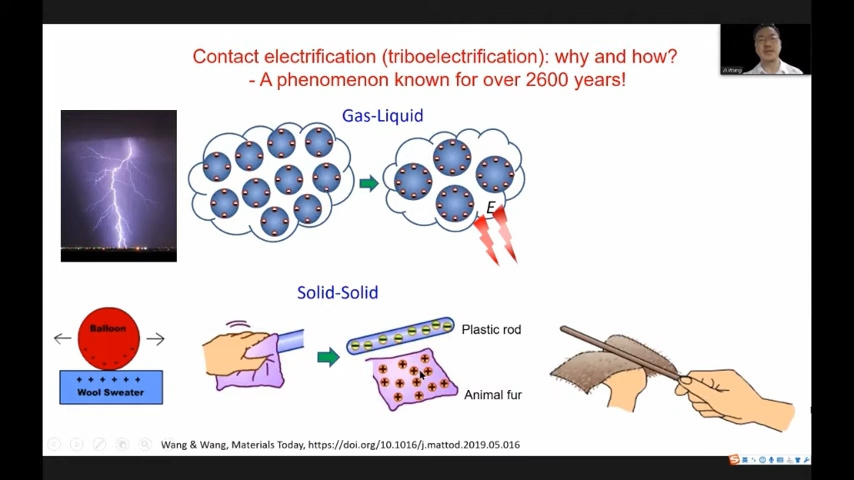 Contact electrification (triboelectrification): why and how?
- A phenomenon known for over 2600 years!
Gas-Liquid
E
Solid-Solid
Balloon
Wool Sweater
Plastic rod
Animal fur
Wang & Wang, Materials Today, https://doi.org/10.1016/j.mattod.2019.05.016